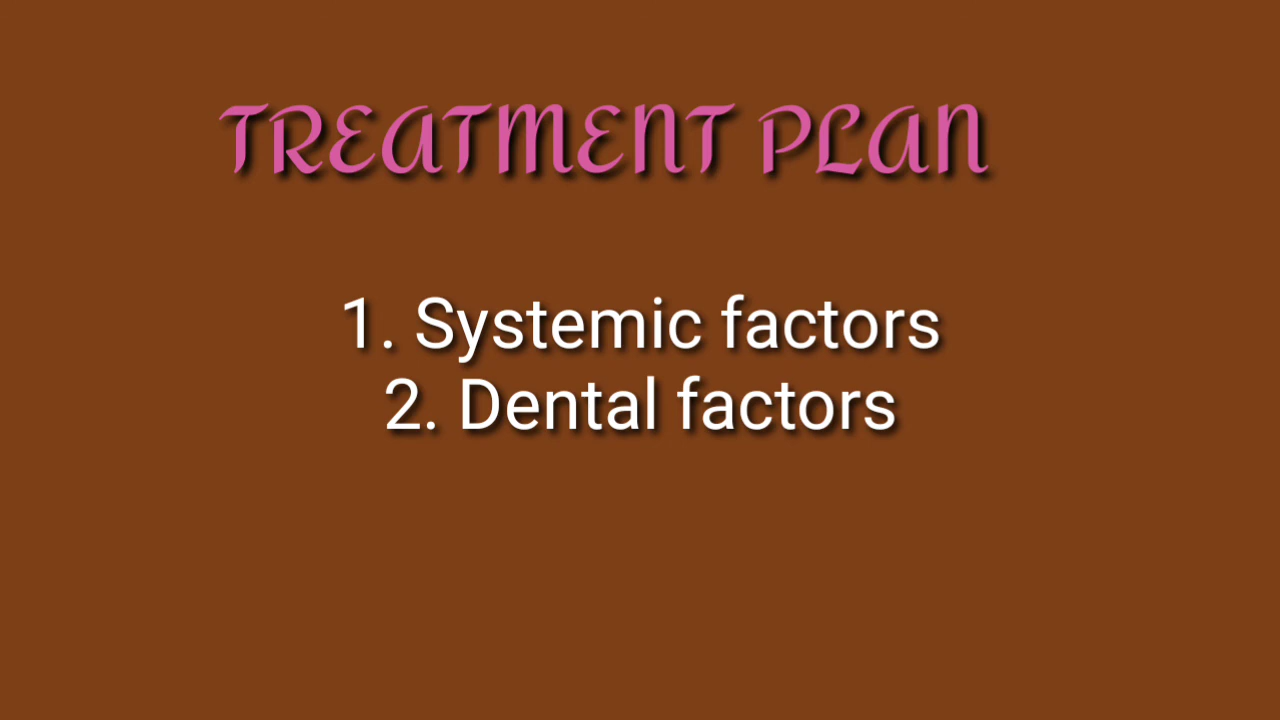 TREATMENT PLAN
1. Systemic factors
2. Dental factors